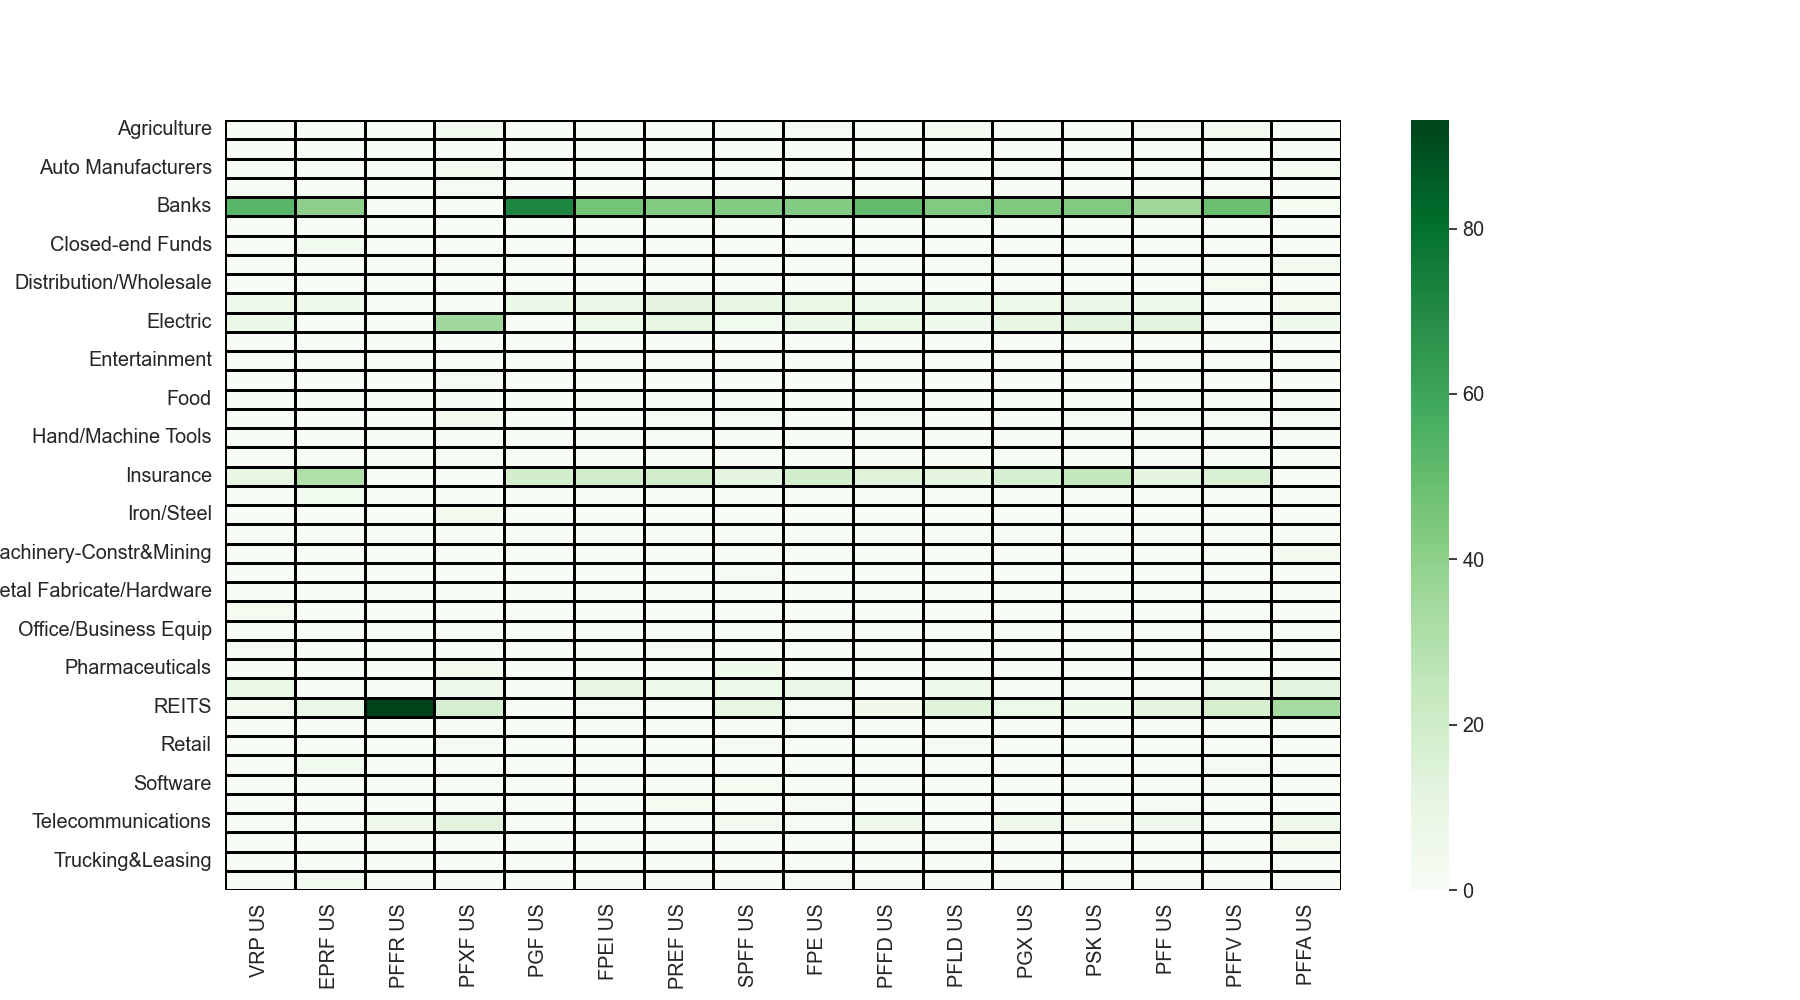 Agriculture
Auto Manufacturers
Banks
Closed-end Funds
Distribution/Wholesale
Electric
Entertainment
Food
Hand/Machine Tools
Insurance
Iron/Steel
achinery-Constr&Mining
etal Fabricate/Hardware
Office/Business Equip
Pharmaceuticals
REITS
Retail
Software
Telecommunications
Trucking&Leasing
VRP US
EPRF US
PFFR US
PFXF US
PGF US
FPEI US
PREF US
SPFF US
FPE US
PFFD US
PFLD US
PGX US
PSK US
PFF US
PFFV US
PFFA US
80
60
40
20
0